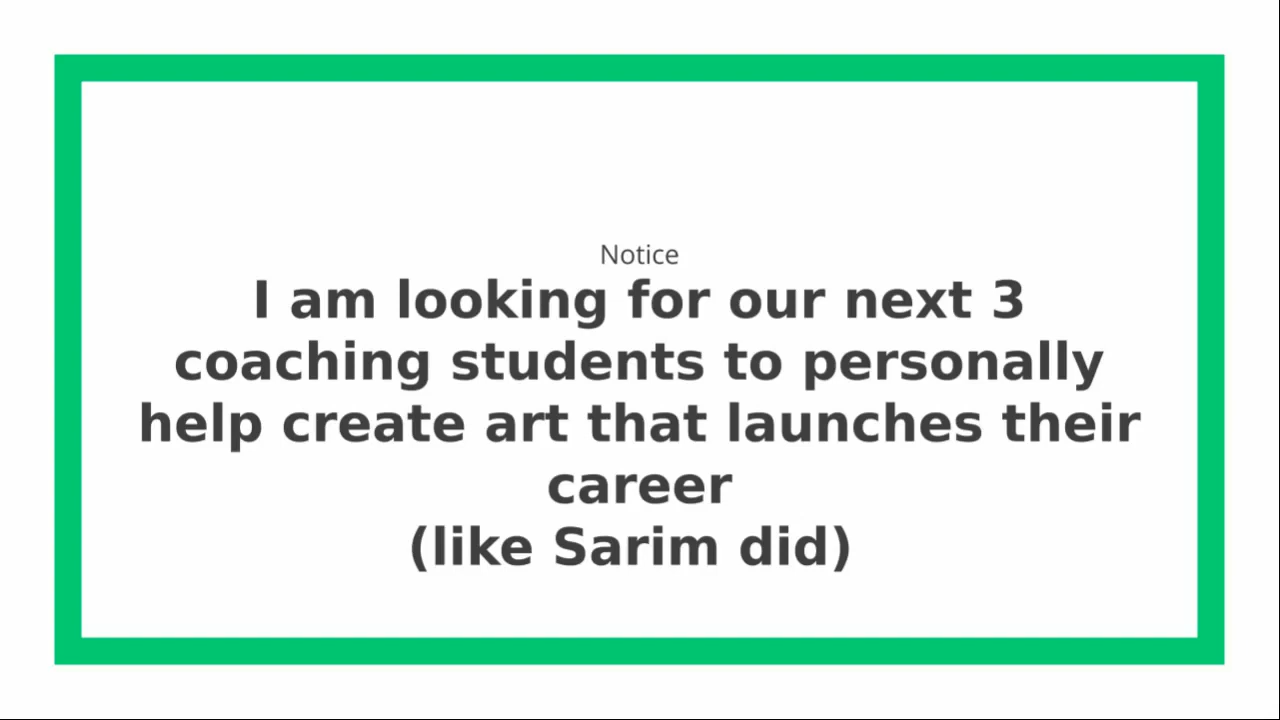 Notice
I am looking for our next 3
coaching students to personally
help create art that launches their
career
(like Sarim did)